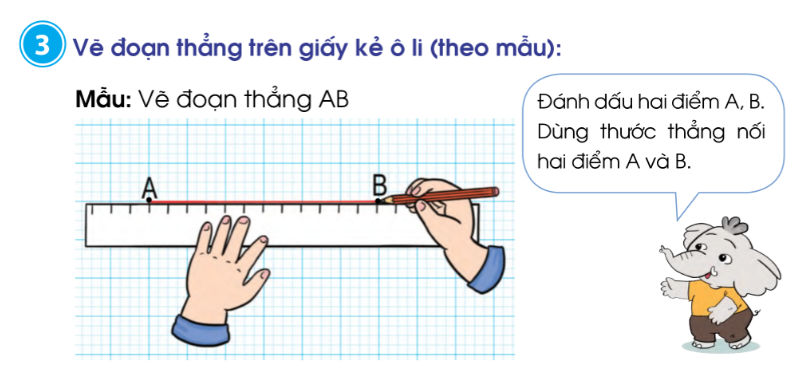 3 Vẽ đoạn thẳng trên giấy kẻ ô li (theo mẫu):
Mẫu: Vẽ đoạn thẳng AB
Đánh dấu hai điểm A, B.
Dùng thước thẳng nối
hai điểm A và B.
A B